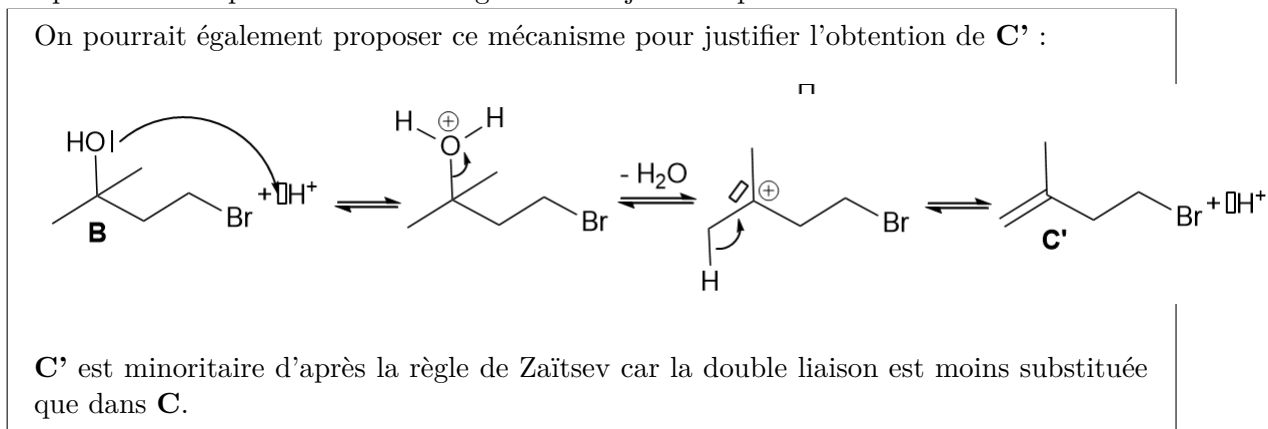 On pourrait également proposer ce mécanisme pour justifier l'obtention de C' :
H ⊕ H
HO| O - H₂O
+▯H⁺ ⊕
Br Br Br Br +▯H⁺
B C'
H
C' est minoritaire d'après la règle de Zaïtsev car la double liaison est moins substituée
que dans C.